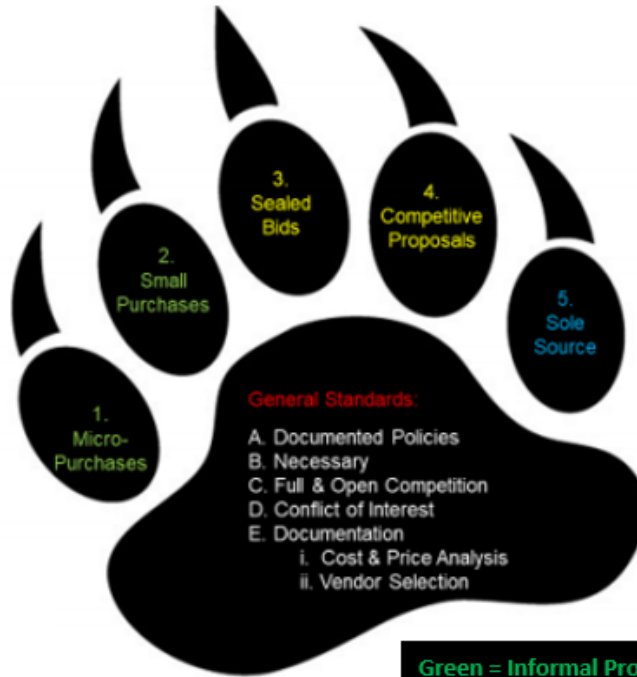 1.
Micro-
Purchases
2.
Small
Purchases
3.
Sealed
Bids
4.
Competitive
Proposals
5.
Sole
Source
General Standards:
A. Documented Policies
B. Necessary
C. Full & Open Competition
D. Conflict of Interest
E. Documentation
i. Cost & Price Analysis
ii. Vendor Selection
Green = Informal